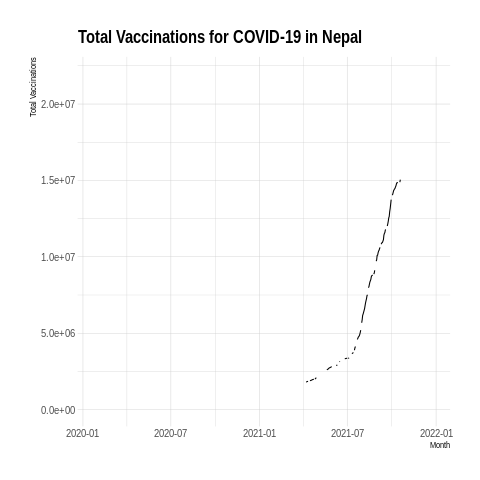 Total Vaccinations for COVID-19 in Nepal
Total Vaccinations
2.0e+07
1.5e+07
1.0e+07
5.0e+06
0.0e+00
2020-01 2020-07 2021-01 2021-07 2022-01
Month